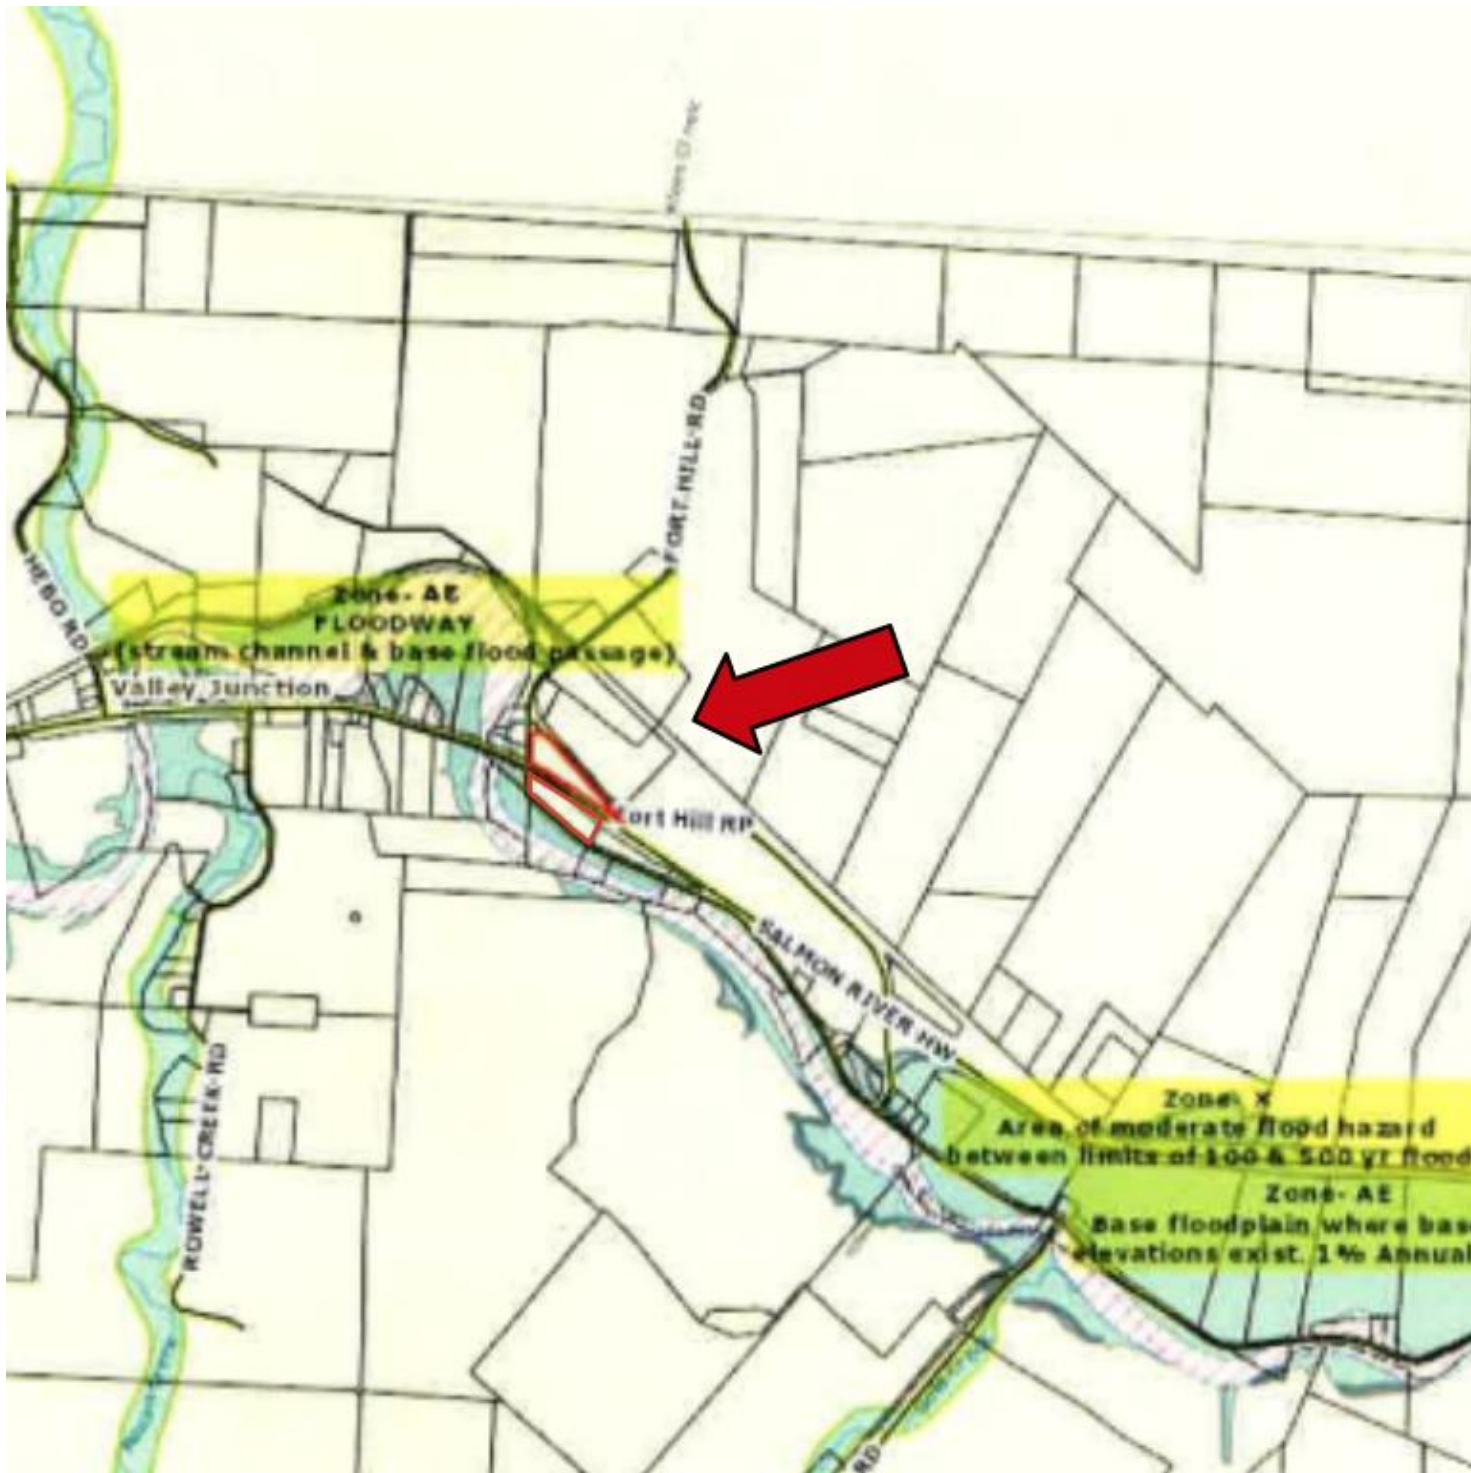 FORT HILL RD
HEBO RD
Zone- AE
FLOODWAY
(stream channel & base flood passage)
Valley Junction
Fort Hill RP
SALMON RIVER HW
ROWELL CREEK RD
Zone- X
Area of moderate flood hazard
between limits of 100 & 500 yr flood
Zone- AE
Base floodplain where bas
elevations exist. 1% Annual
RD